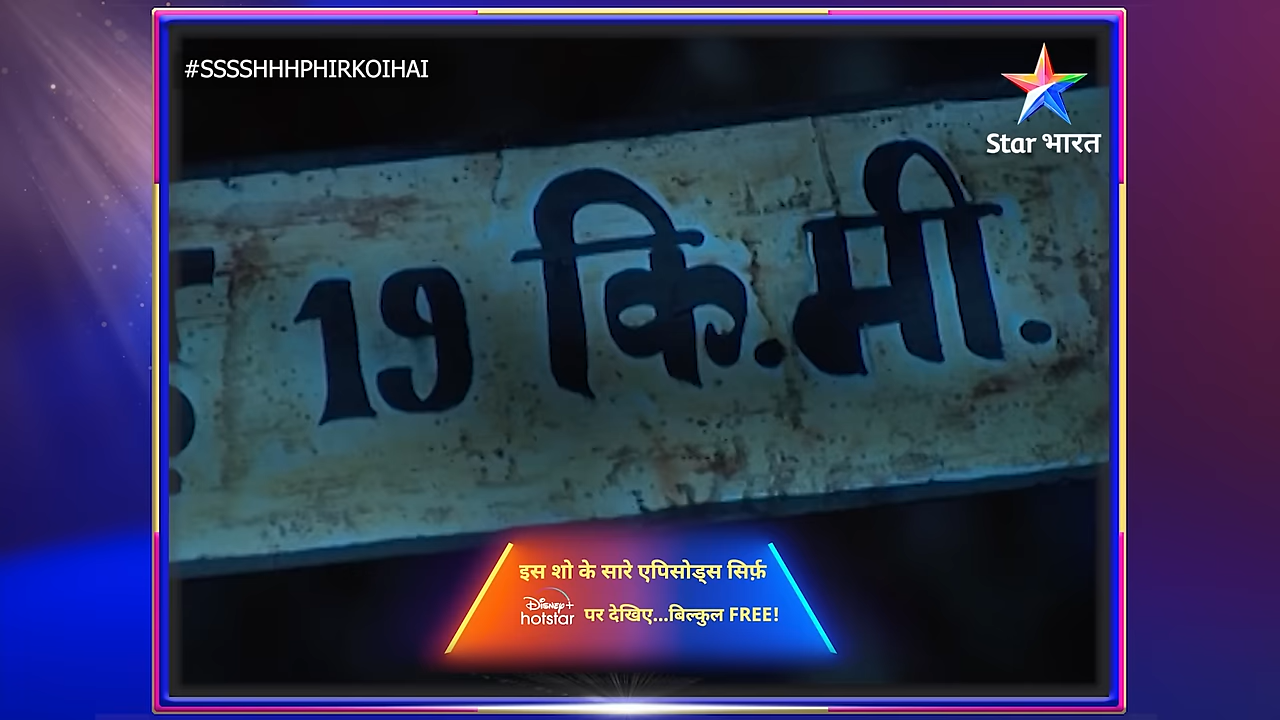 #SSSSHHHPHIRKOIHAI
Star भारत
19 कि.मी.
इस शो के सारे एपिसोड्स सिर्फ़
Disney+ hotstar पर देखिए...बिल्कुल FREE!